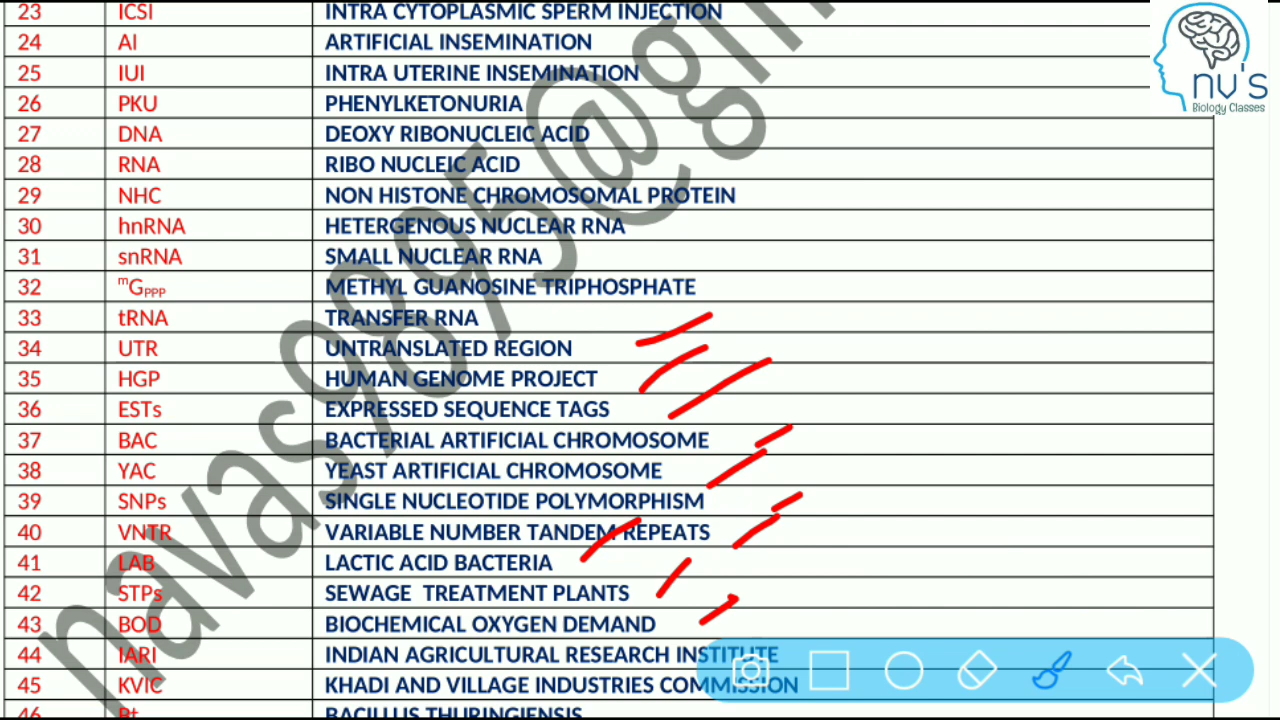 23 ICSI INTRA CYTOPLASMIC SPERM INJECTION
24 AI ARTIFICIAL INSEMINATION
25 IUI INTRA UTERINE INSEMINATION
26 PKU PHENYLKETONURIA
27 DNA DEOXY RIBONUCLEIC ACID
28 RNA RIBO NUCLEIC ACID
29 NHC NON HISTONE CHROMOSOMAL PROTEIN
30 hnRNA HETERGENOUS NUCLEAR RNA
31 snRNA SMALL NUCLEAR RNA
32 mGPPP METHYL GUANOSINE TRIPHOSPHATE
33 tRNA TRANSFER RNA
34 UTR UNTRANSLATED REGION
35 HGP HUMAN GENOME PROJECT
36 ESTs EXPRESSED SEQUENCE TAGS
37 BAC BACTERIAL ARTIFICIAL CHROMOSOME
38 YAC YEAST ARTIFICIAL CHROMOSOME
39 SNPs SINGLE NUCLEOTIDE POLYMORPHISM
40 VNTR VARIABLE NUMBER TANDEM REPEATS
41 LAB LACTIC ACID BACTERIA
42 STPs SEWAGE TREATMENT PLANTS
43 BOD BIOCHEMICAL OXYGEN DEMAND
44 IARI INDIAN AGRICULTURAL RESEARCH INSTITUTE
45 KVIC KHADI AND VILLAGE INDUSTRIES COMMISSION
46 Bt BACILLUS THURINGIENSIS
nv's
Biology Classes